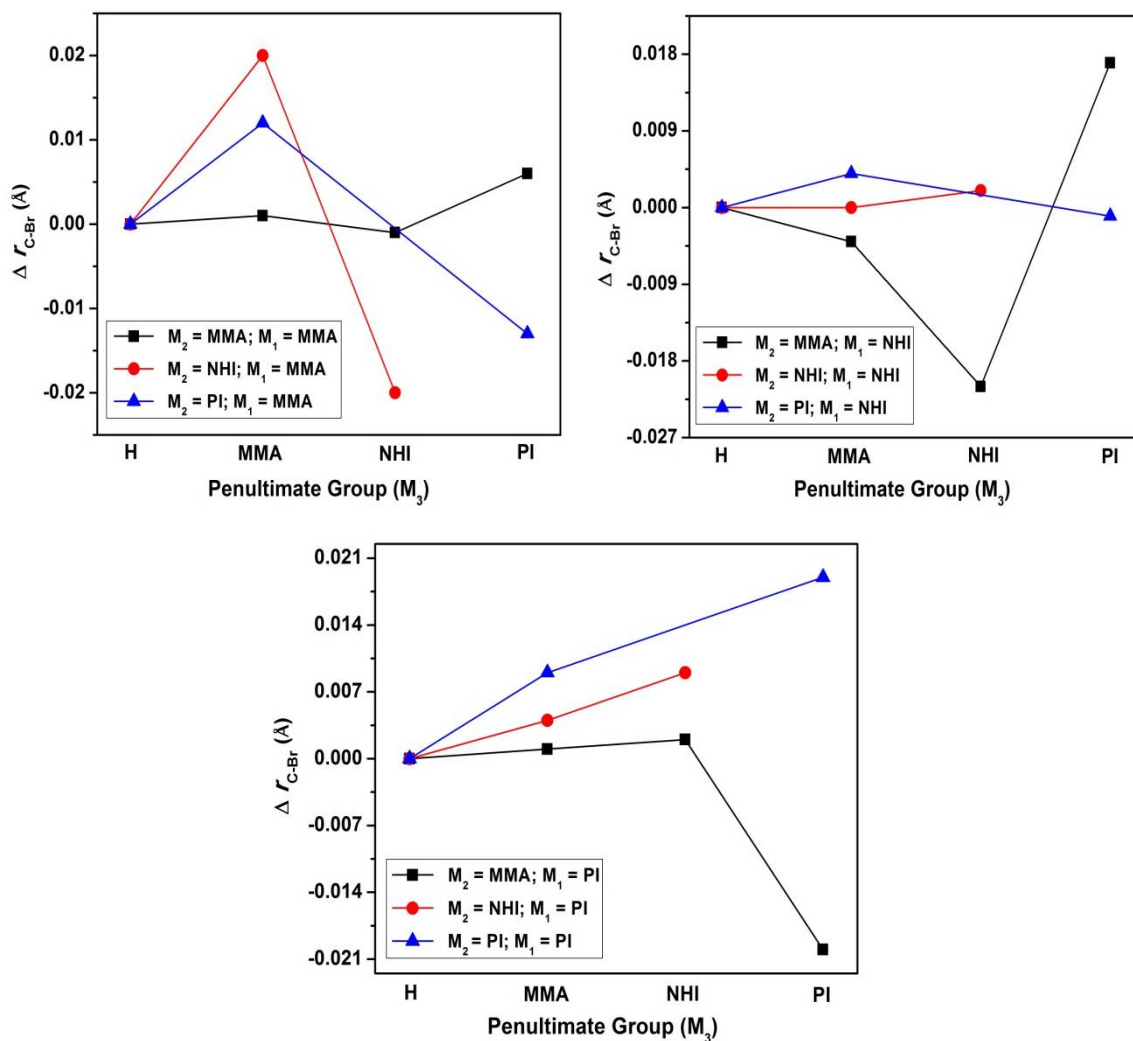 0.02
0.01
0.00
-0.01
-0.02
Δ r C-Br (Å)
M2 = MMA; M1 = MMA
M2 = NHI; M1 = MMA
M2 = PI; M1 = MMA
H MMA NHI PI
Penultimate Group (M3)
0.018
0.009
0.000
-0.009
-0.018
-0.027
Δ r C-Br (Å)
M2 = MMA; M1 = NHI
M2 = NHI; M1 = NHI
M2 = PI; M1 = NHI
H MMA NHI PI
Penultimate Group (M3)
0.021
0.014
0.007
0.000
-0.007
-0.014
-0.021
Δ r C-Br (Å)
M2 = MMA; M1 = PI
M2 = NHI; M1 = PI
M2 = PI; M1 = PI
H MMA NHI PI
Penultimate Group (M3)